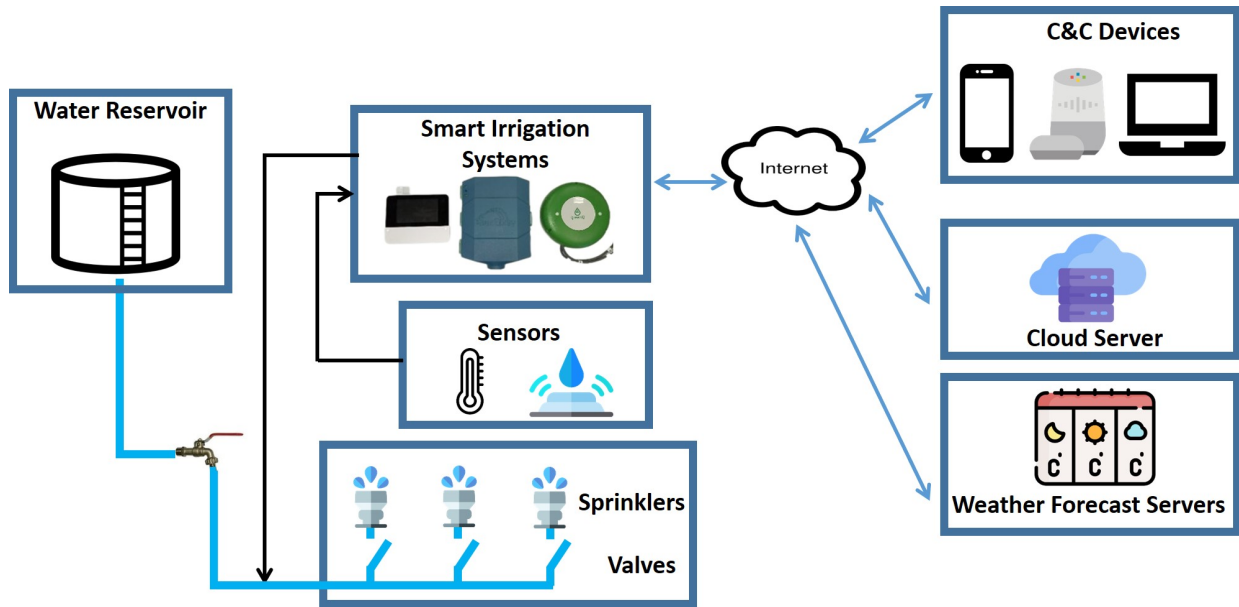 Water Reservoir
Smart Irrigation
Systems
Sensors
Sprinklers
Valves
Internet
C&C Devices
Cloud Server
C
C
C
Weather Forecast Servers